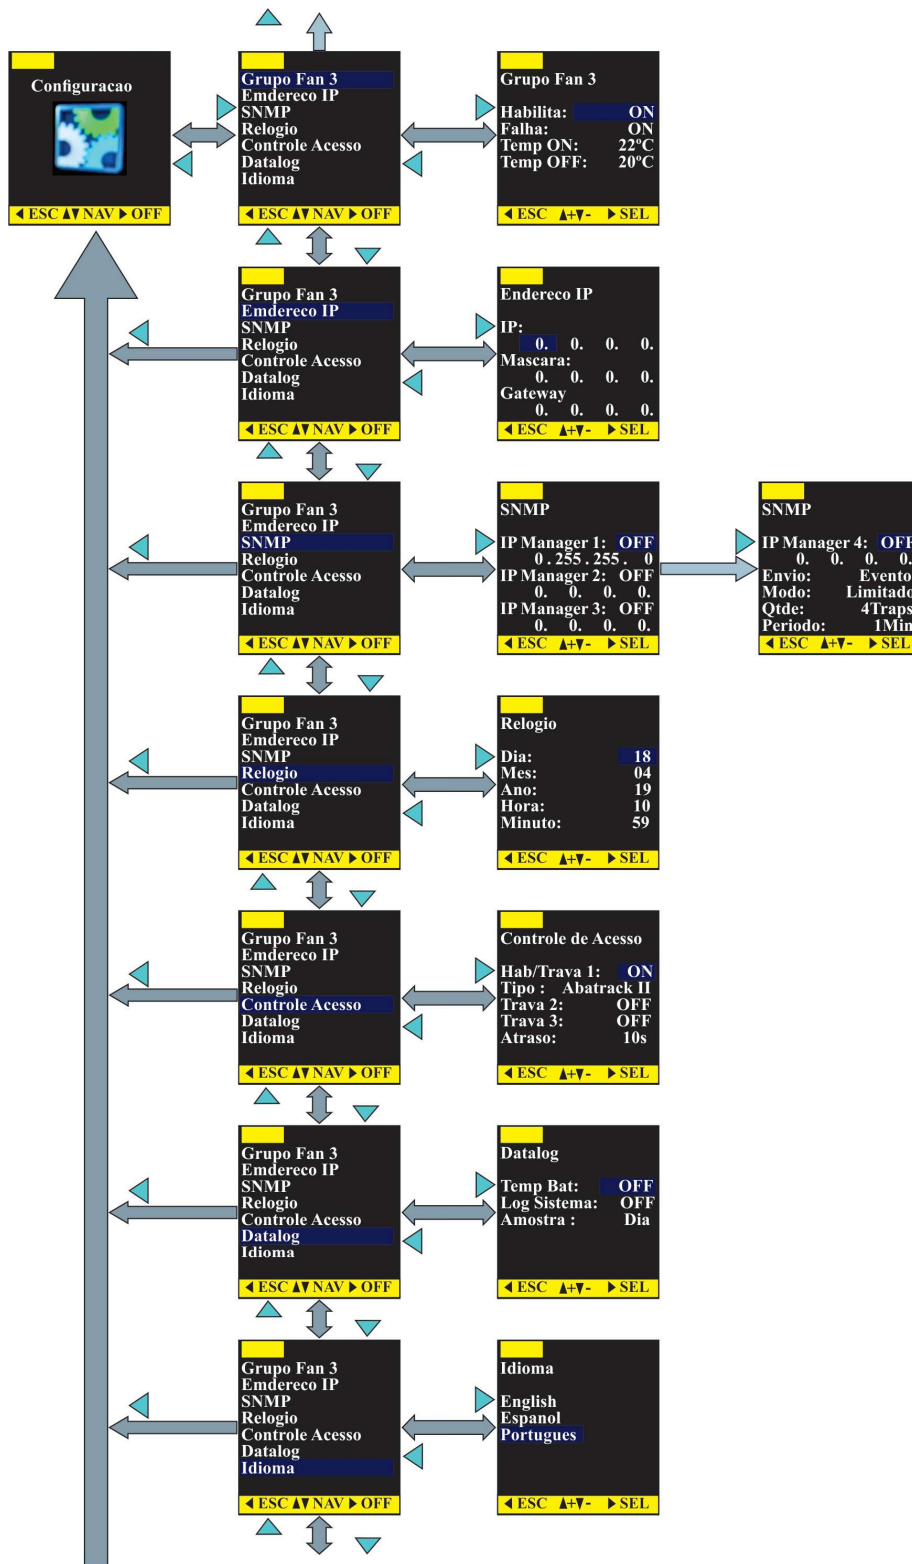 Configuracao
◀ ESC ▲▼ NAV ▶ OFF
Grupo Fan 3
Emdereco IP
SNMP
Relogio
Controle Acesso
Datalog
Idioma
◀ ESC ▲▼ NAV ▶ OFF
Grupo Fan 3
Habilita: ON
Falha: ON
Temp ON: 22ºC
Temp OFF: 20ºC
◀ ESC ▲+▼- ▶ SEL
Grupo Fan 3
Emdereco IP
SNMP
Relogio
Controle Acesso
Datalog
Idioma
◀ ESC ▲▼ NAV ▶ OFF
Endereco IP
IP:
0. 0. 0. 0.
Mascara:
0. 0. 0. 0.
Gateway
0. 0. 0. 0.
◀ ESC ▲+▼- ▶ SEL
Grupo Fan 3
Emdereco IP
SNMP
Relogio
Controle Acesso
Datalog
Idioma
◀ ESC ▲▼ NAV ▶ OFF
SNMP
IP Manager 1: OFF
0 . 255 . 255 . 0
IP Manager 2: OFF
0. 0. 0. 0.
IP Manager 3: OFF
0. 0. 0. 0.
◀ ESC ▲+▼- ▶ SEL
SNMP
IP Manager 4: OFF
0. 0. 0. 0.
Envio: Evento
Modo: Limitado
Qtde: 4Traps
Periodo: 1Min
◀ ESC ▲+▼- ▶ SEL
Grupo Fan 3
Emdereco IP
SNMP
Relogio
Controle Acesso
Datalog
Idioma
◀ ESC ▲▼ NAV ▶ OFF
Relogio
Dia: 18
Mes: 04
Ano: 19
Hora: 10
Minuto: 59
◀ ESC ▲+▼- ▶ SEL
Grupo Fan 3
Emdereco IP
SNMP
Relogio
Controle Acesso
Datalog
Idioma
◀ ESC ▲▼ NAV ▶ OFF
Controle de Acesso
Hab/Trava 1: ON
Tipo : Abatrack II
Trava 2: OFF
Trava 3: OFF
Atraso: 10s
◀ ESC ▲+▼- ▶ SEL
Grupo Fan 3
Emdereco IP
SNMP
Relogio
Controle Acesso
Datalog
Idioma
◀ ESC ▲▼ NAV ▶ OFF
Datalog
Temp Bat: OFF
Log Sistema: OFF
Amostra : Dia
◀ ESC ▲+▼- ▶ SEL
Grupo Fan 3
Emdereco IP
SNMP
Relogio
Controle Acesso
Datalog
Idioma
◀ ESC ▲▼ NAV ▶ OFF
Idioma
English
Espanol
Portugues
◀ ESC ▲+▼- ▶ SEL